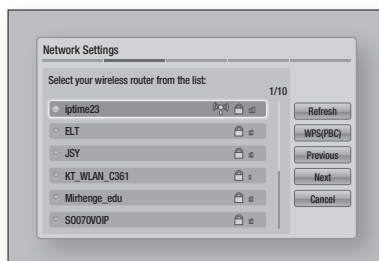 Network Settings
Select your wireless router from the list:
1/10
iptime23
Refresh
ELT
WPS(PBC)
JSY
Previous
KT_WLAN_C361
Next
Mirhenge_edu
Cancel
SO070VOIP